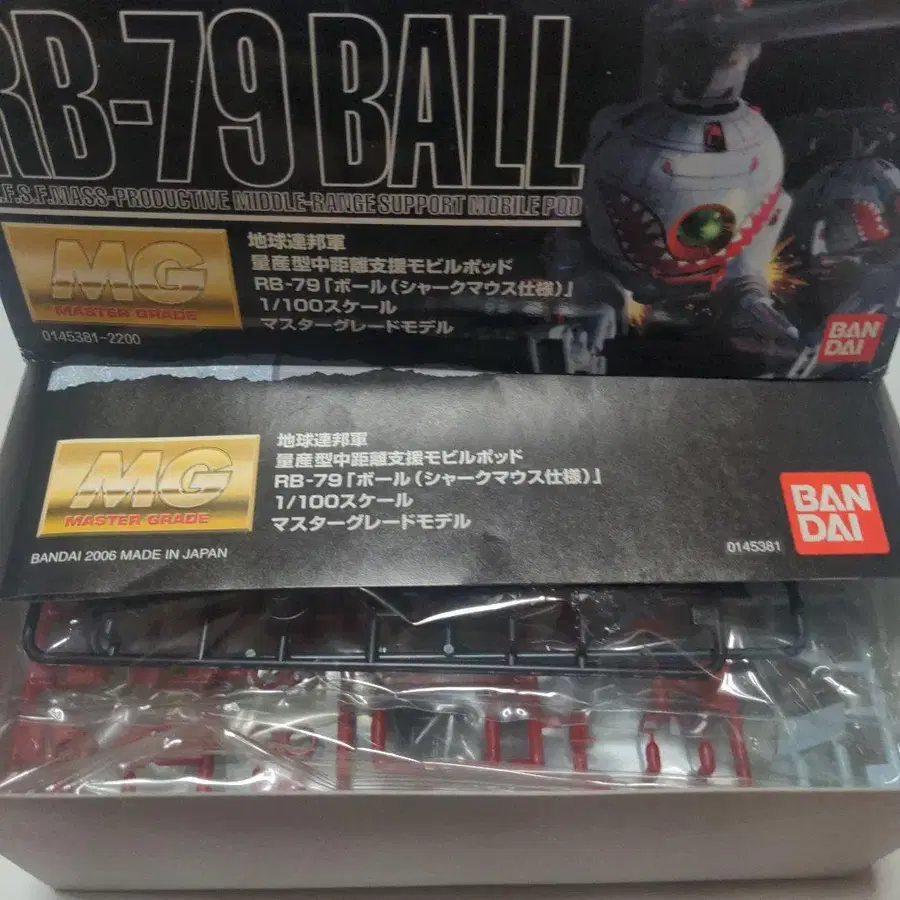 RB-79 BALL
.F.S.F.MASS-PRODUCTIVE MIDDLE-RANGE SUPPORT MOBILE POD
MG
MASTER GRADE
0145381-2200
地球連邦軍
量産型中距離支援モビルポッド
RB-79「ボール(シャークマウス仕様)」
1/100スケール
マスターグレードモデル
BAN
DAI
MG
MASTER GRADE
BANDAI 2006 MADE IN JAPAN
地球連邦軍
量産型中距離支援モビルポッド
RB-79「ボール(シャークマウス仕様)」
1/100スケール
マスターグレードモデル
0145381
BAN
DAI